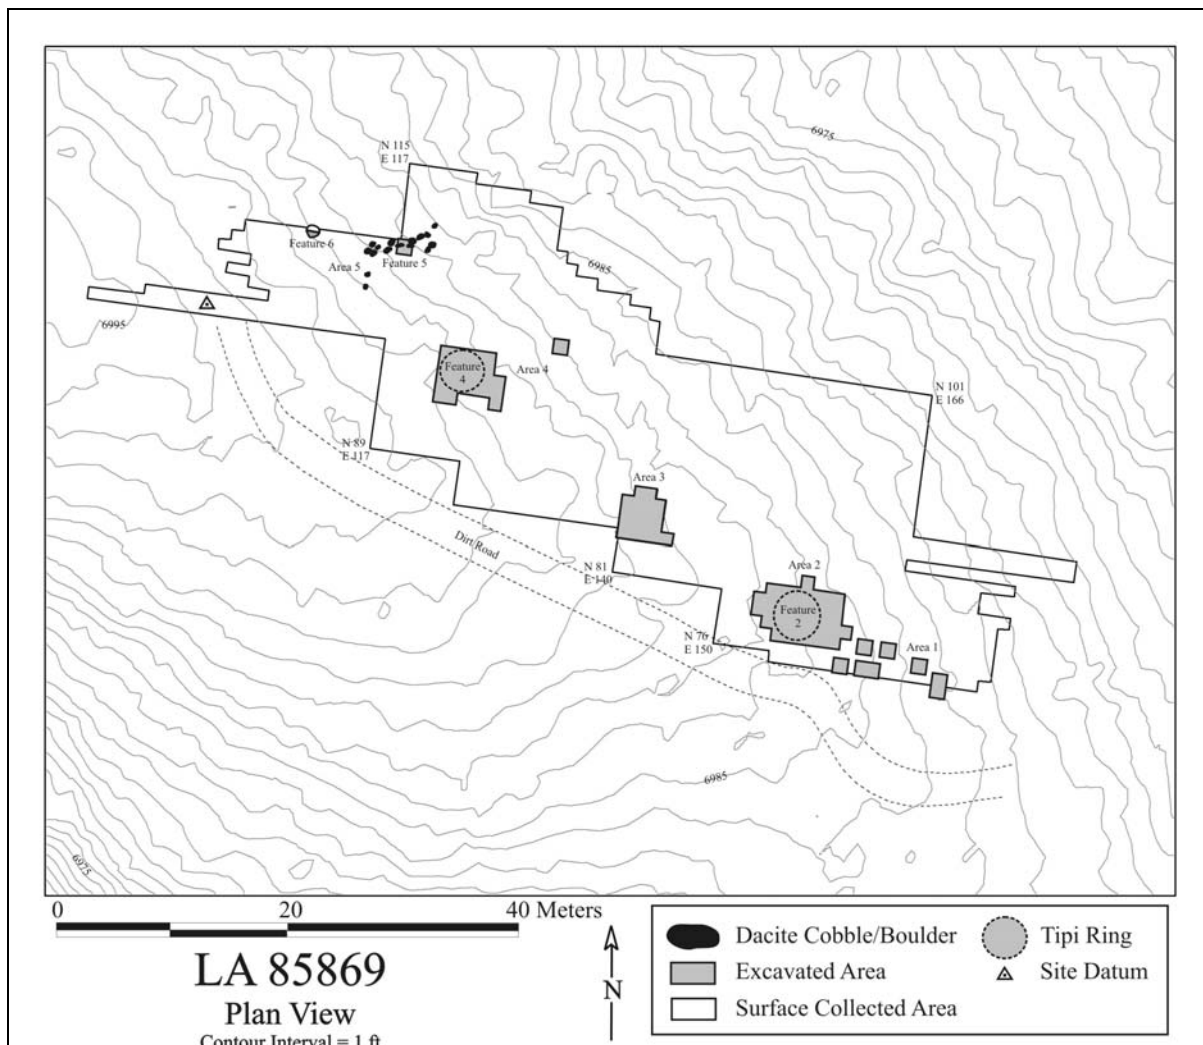 6975
N 115
E 117
Feature 6
Area 5
Feature 5
6985
6995
Feature
4
Area 4
N 101
E 166
N 89
E 117
Area 3
Dirt Road
N 81
E 140
Area 2
Feature
2
N 76
E 150
Area 1
6985
6975
0 20 40 Meters
LA 85869
Plan View
Contour Interval = 1 ft
N
Dacite Cobble/Boulder
Excavated Area
Surface Collected Area
Tipi Ring
Site Datum